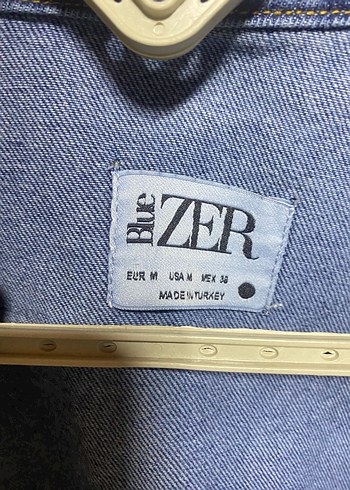 Blue ZER
EUR M USA M MEX 38
MADE IN TURKEY